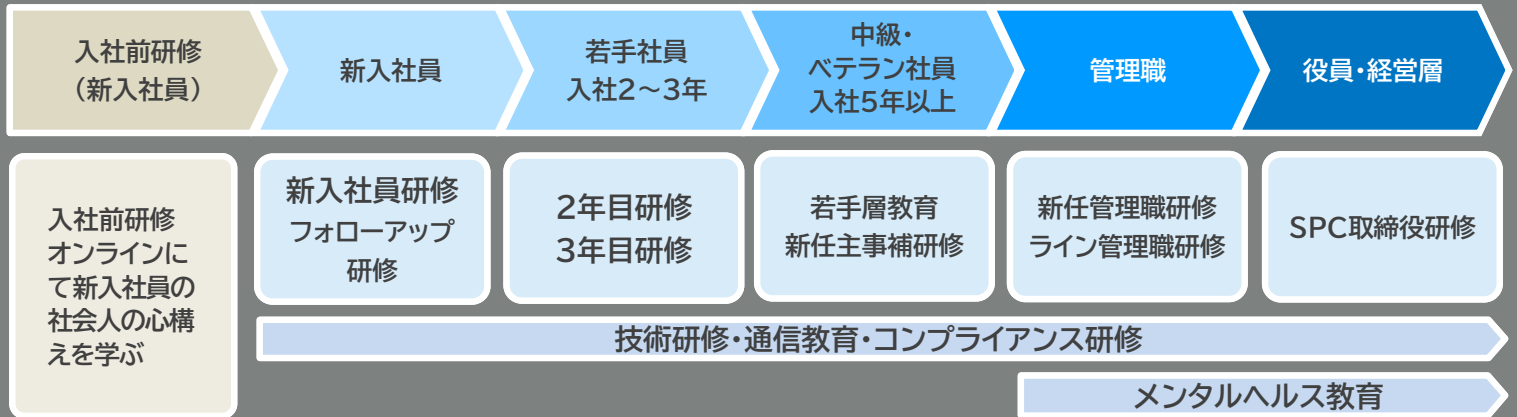 入社前研修
（新入社員）
新入社員
若手社員
入社2～3年
中級・
ベテラン社員
入社5年以上
管理職
役員・経営層
入社前研修
オンラインに
て新入社員の
社会人の心構
えを学ぶ
新入社員研修
フォローアップ
研修
2年目研修
3年目研修
若手層教育
新任主事補研修
新任管理職研修
ライン管理職研修
SPC取締役研修
技術研修・通信教育・コンプライアンス研修
メンタルヘルス教育